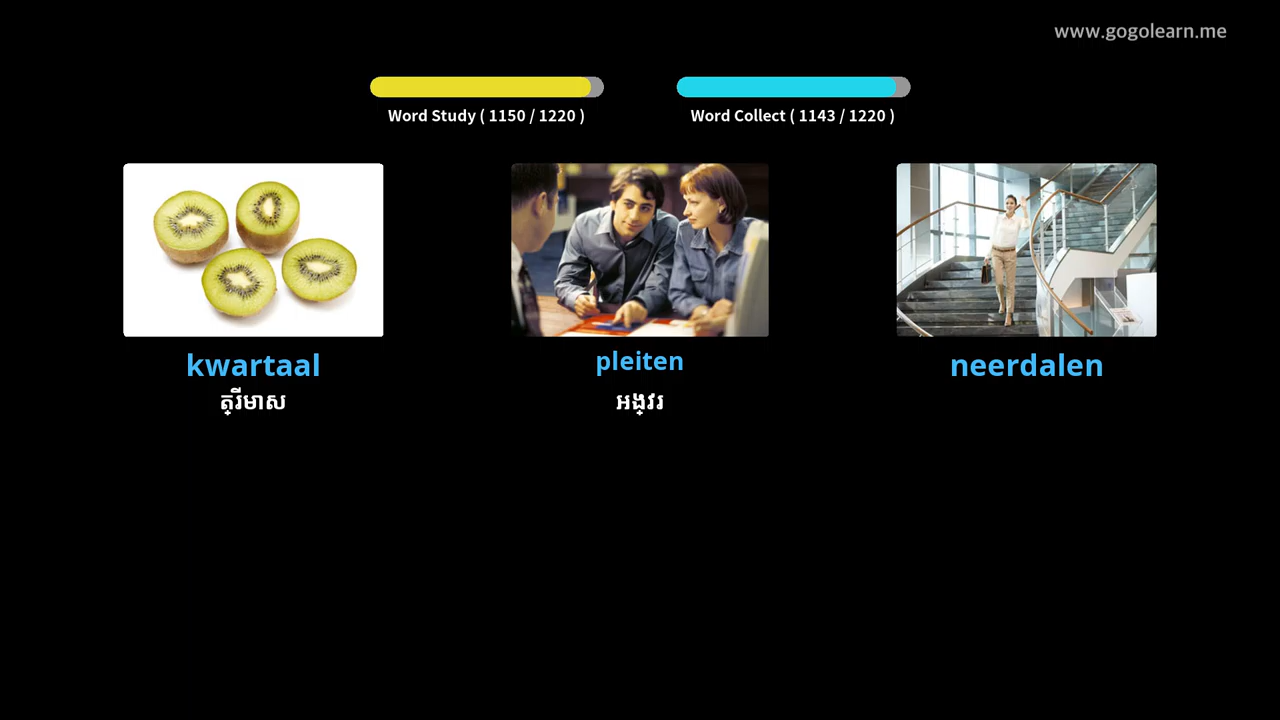 www.gogolearn.me
Word Study ( 1150 / 1220 )
Word Collect ( 1143 / 1220 )
kwartaal
pleiten
neerdalen
ត្រីមាស
អង្វរ